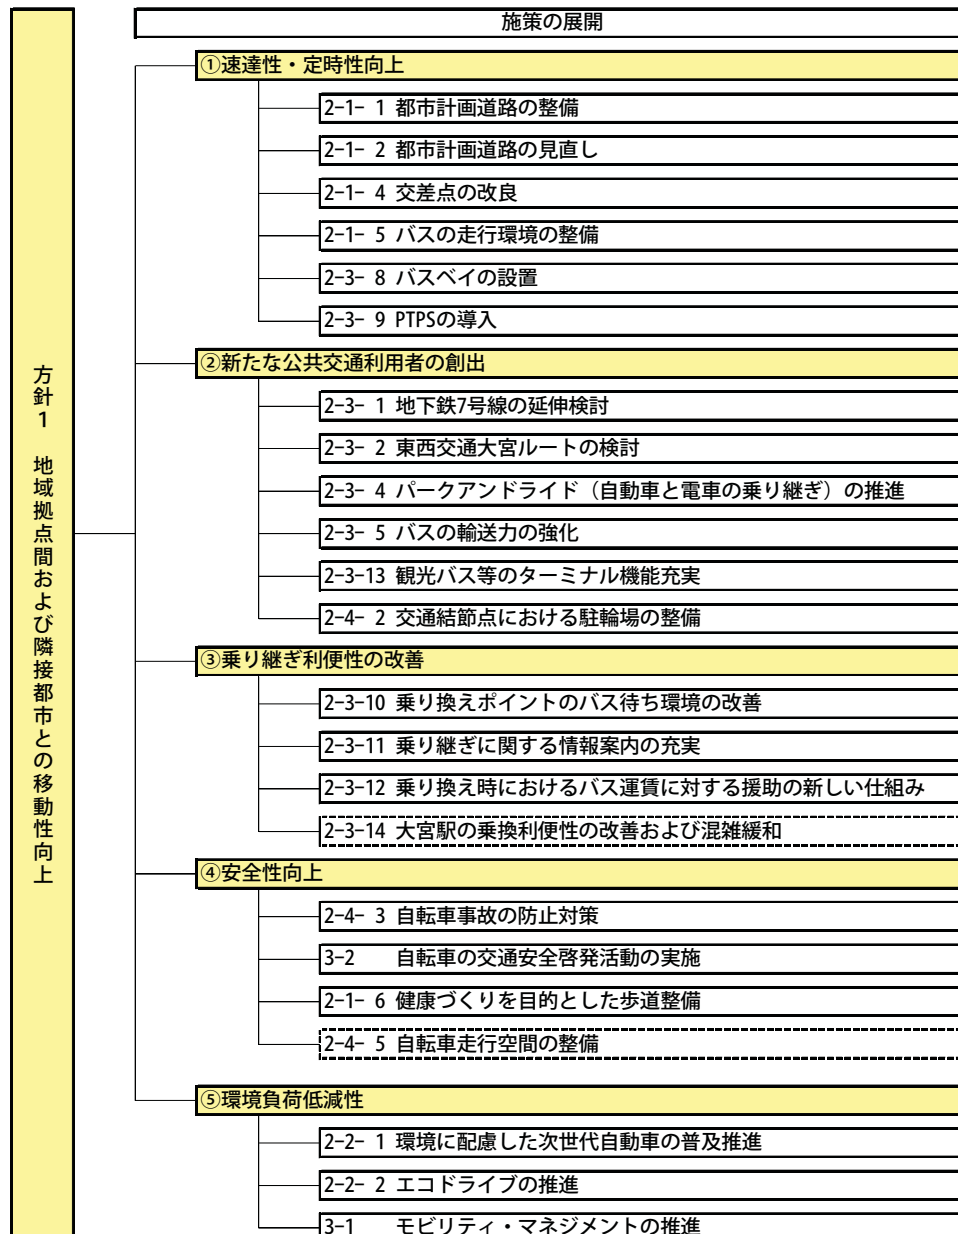 施策の展開
方針1 地域拠点間および隣接都市との移動性向上
①速達性・定時性向上
2-1- 1 都市計画道路の整備
2-1- 2 都市計画道路の見直し
2-1- 4 交差点の改良
2-1- 5 バスの走行環境の整備
2-3- 8 バスベイの設置
2-3- 9 PTPSの導入
②新たな公共交通利用者の創出
2-3- 1 地下鉄7号線の延伸検討
2-3- 2 東西交通大宮ルートの検討
2-3- 4 パークアンドライド（自動車と電車の乗り継ぎ）の推進
2-3- 5 バスの輸送力の強化
2-3-13 観光バス等のターミナル機能充実
2-4- 2 交通結節点における駐輪場の整備
③乗り継ぎ利便性の改善
2-3-10 乗り換えポイントのバス待ち環境の改善
2-3-11 乗り継ぎに関する情報案内の充実
2-3-12 乗り換え時におけるバス運賃に対する援助の新しい仕組み
2-3-14 大宮駅の乗換利便性の改善および混雑緩和
④安全性向上
2-4- 3 自転車事故の防止対策
3-2 自転車の交通安全啓発活動の実施
2-1- 6 健康づくりを目的とした歩道整備
2-4- 5 自転車走行空間の整備
⑤環境負荷低減性
2-2- 1 環境に配慮した次世代自動車の普及推進
2-2- 2 エコドライブの推進
3-1 モビリティ・マネジメントの推進